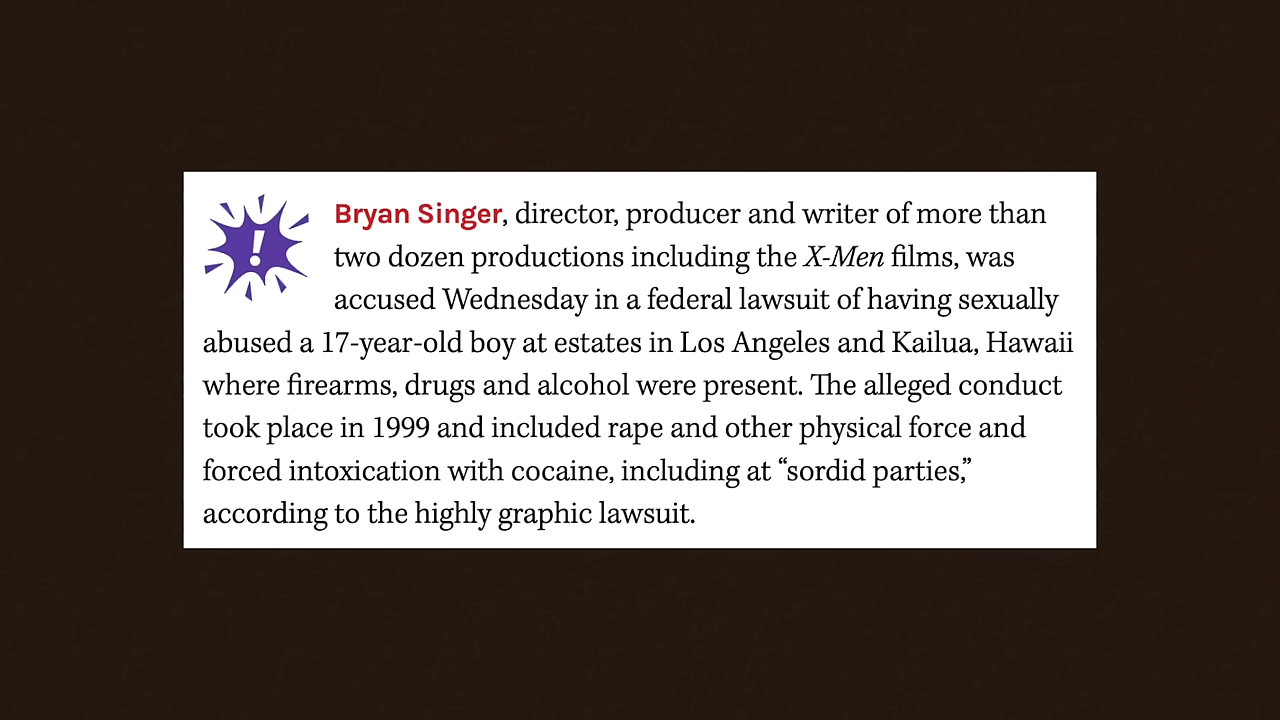 Bryan Singer, director, producer and writer of more than
two dozen productions including the X-Men films, was
accused Wednesday in a federal lawsuit of having sexually
abused a 17-year-old boy at estates in Los Angeles and Kailua, Hawaii
where firearms, drugs and alcohol were present. The alleged conduct
took place in 1999 and included rape and other physical force and
forced intoxication with cocaine, including at “sordid parties,”
according to the highly graphic lawsuit.